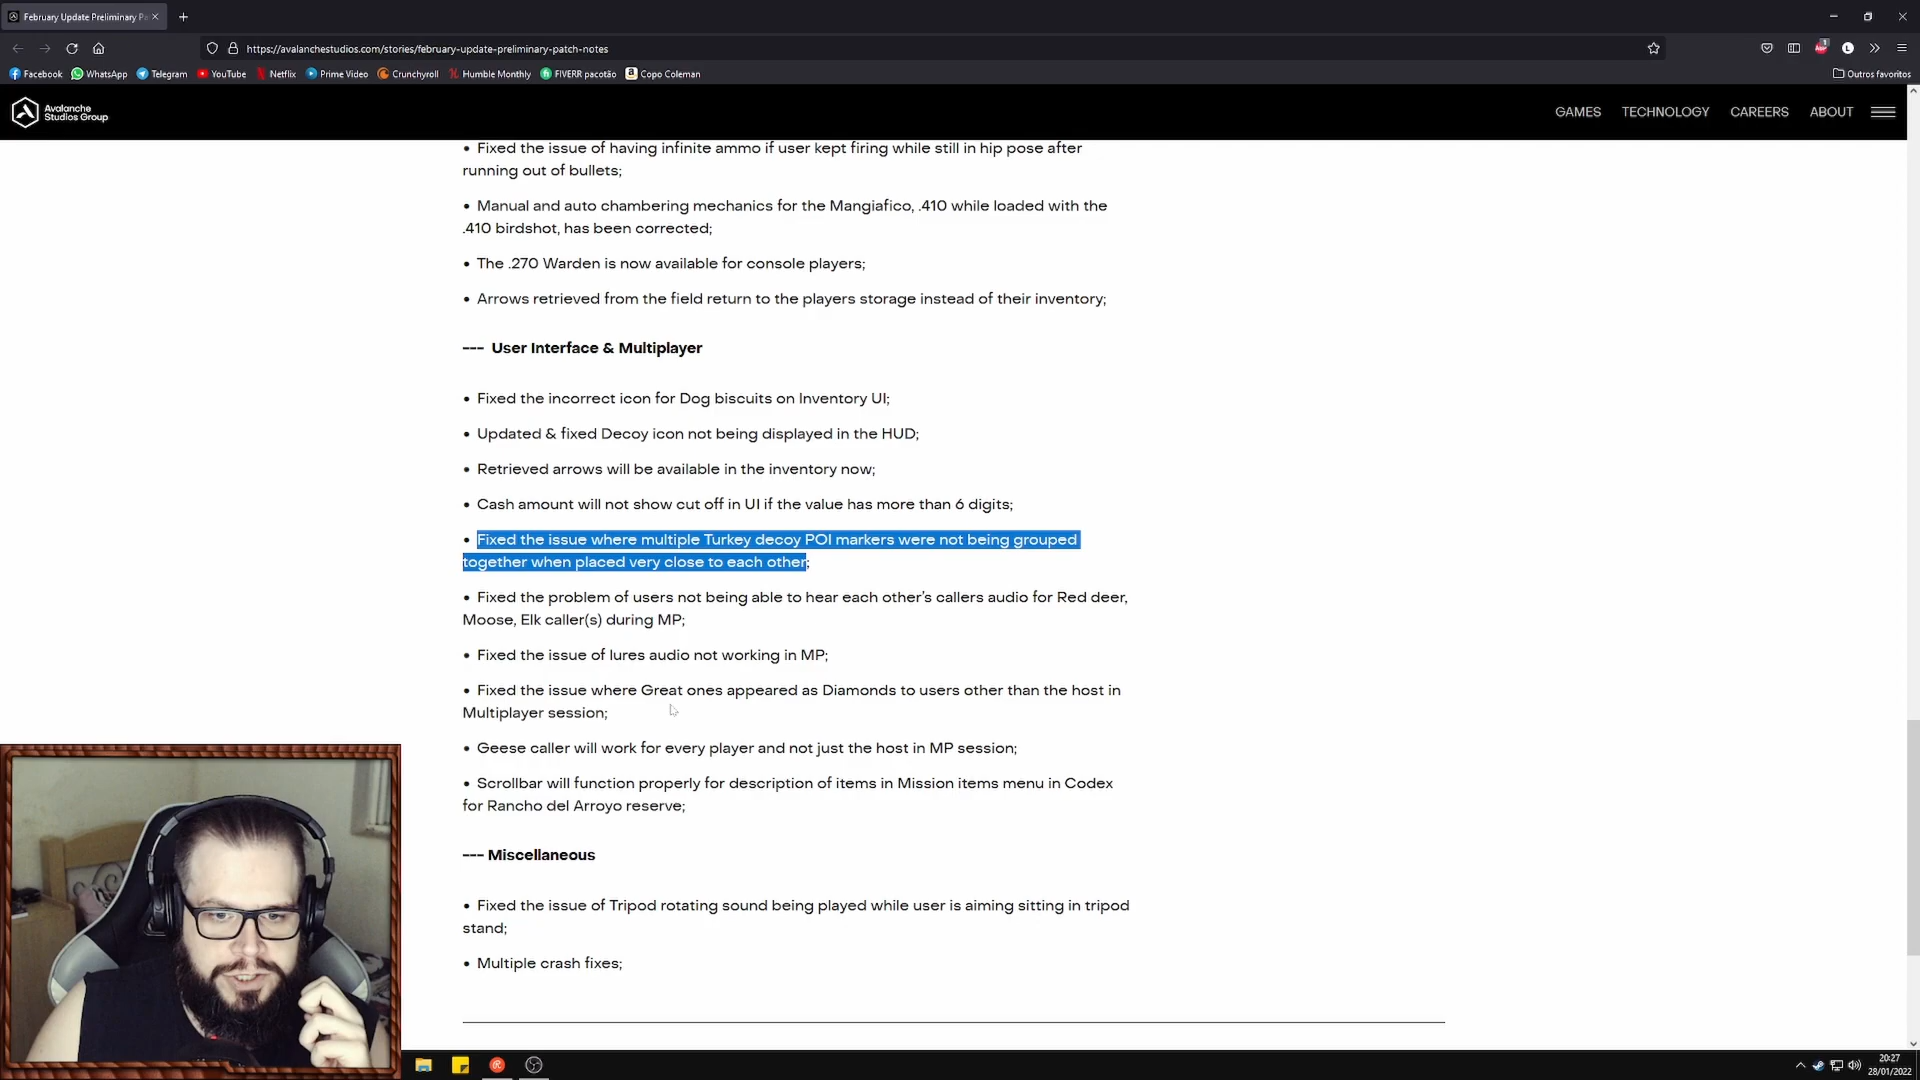 February Update Preliminary Pa
https://avalanchestudios.com/stories/february-update-preliminary-patch-notes
Facebook WhatsApp Telegram YouTube Netflix Prime Video Crunchyroll Humble Monthly FIVERR pacotão Copo Coleman Outros favoritos
Avalanche
Studios Group
GAMES TECHNOLOGY CAREERS ABOUT
• Fixed the issue of having infinite ammo if user kept firing while still in hip pose after
running out of bullets;
• Manual and auto chambering mechanics for the Mangiafico, .410 while loaded with the
.410 birdshot, has been corrected;
• The .270 Warden is now available for console players;
• Arrows retrieved from the field return to the players storage instead of their inventory;
--- User Interface & Multiplayer
• Fixed the incorrect icon for Dog biscuits on Inventory UI;
• Updated & fixed Decoy icon not being displayed in the HUD;
• Retrieved arrows will be available in the inventory now;
• Cash amount will not show cut off in UI if the value has more than 6 digits;
• Fixed the issue where multiple Turkey decoy POI markers were not being grouped
together when placed very close to each other;
• Fixed the problem of users not being able to hear each other's callers audio for Red deer,
Moose, Elk caller(s) during MP;
• Fixed the issue of lures audio not working in MP;
• Fixed the issue where Great ones appeared as Diamonds to users other than the host in
Multiplayer session;
• Geese caller will work for every player and not just the host in MP session;
• Scrollbar will function properly for description of items in Mission items menu in Codex
for Rancho del Arroyo reserve;
--- Miscellaneous
• Fixed the issue of Tripod rotating sound being played while user is aiming sitting in tripod
stand;
• Multiple crash fixes;
20:27
28/01/2022